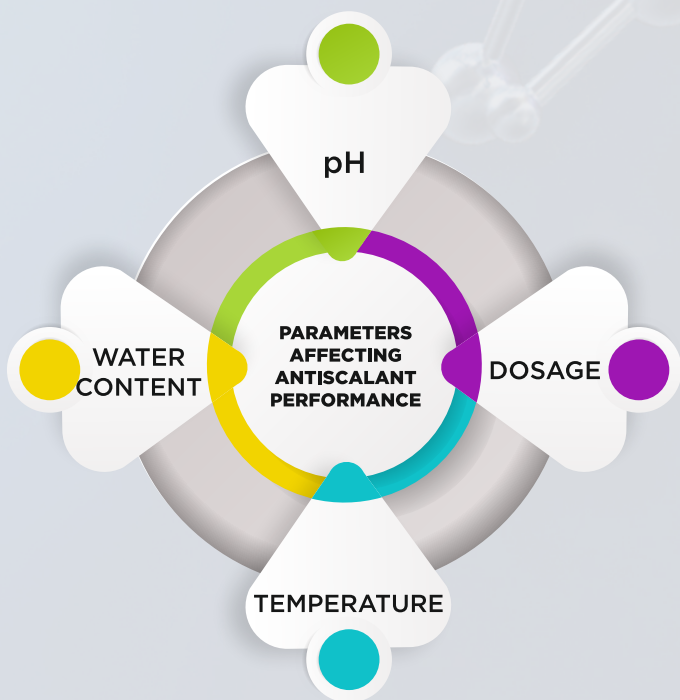 pH
PARAMETERS
AFFECTING
ANTISCALANT
PERFORMANCE
WATER
CONTENT
DOSAGE
TEMPERATURE